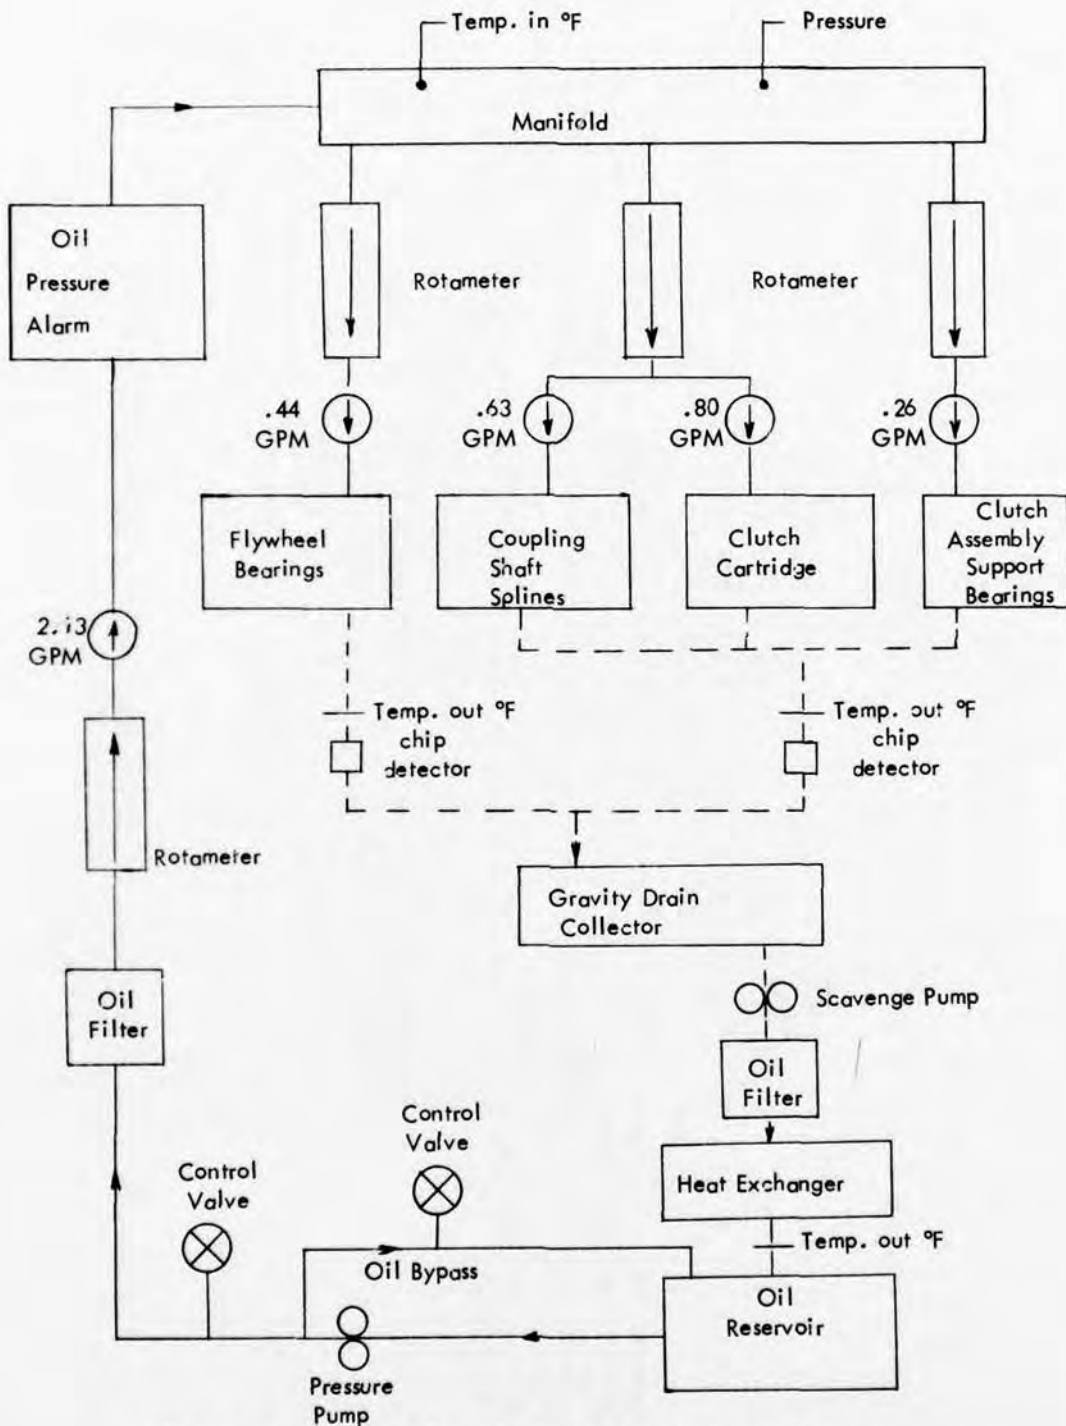 Temp. in °F
Pressure
Manifold
Oil
Pressure
Alarm
Rotameter
Rotameter
.44
GPM
.63
GPM
.80
GPM
.26
GPM
Flywheel
Bearings
Coupling
Shaft
Splines
Clutch
Cartridge
Clutch
Assembly
Support
Bearings
2.13
GPM
Temp. out °F
chip
detector
Temp. out °F
chip
detector
Rotameter
Gravity Drain
Collector
Oil
Filter
Scavenge Pump
Oil
Filter
Control
Valve
Control
Valve
Heat Exchanger
Temp. out °F
Oil Bypass
Oil
Reservoir
Pressure
Pump